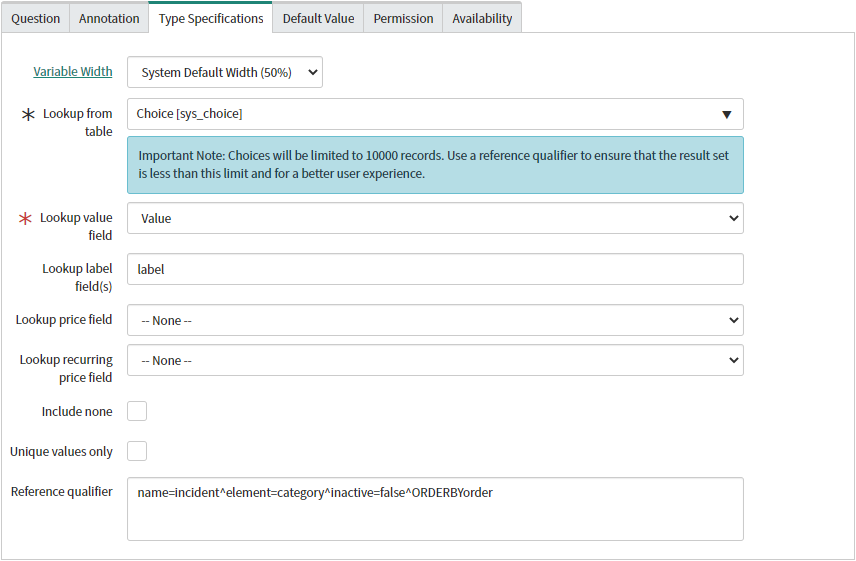 Question Annotation Type Specifications Default Value Permission Availability
Variable Width System Default Width (50%)
Lookup from
table
Choice [sys_choice]
Important Note: Choices will be limited to 10000 records. Use a reference qualifier to ensure that the result set
is less than this limit and for a better user experience.
Lookup value
field
Value
Lookup label
field(s)
label
Lookup price field -- None --
Lookup recurring
price field
-- None --
Include none
Unique values only
Reference qualifier name=incident^element=category^inactive=false^ORDERBYorder